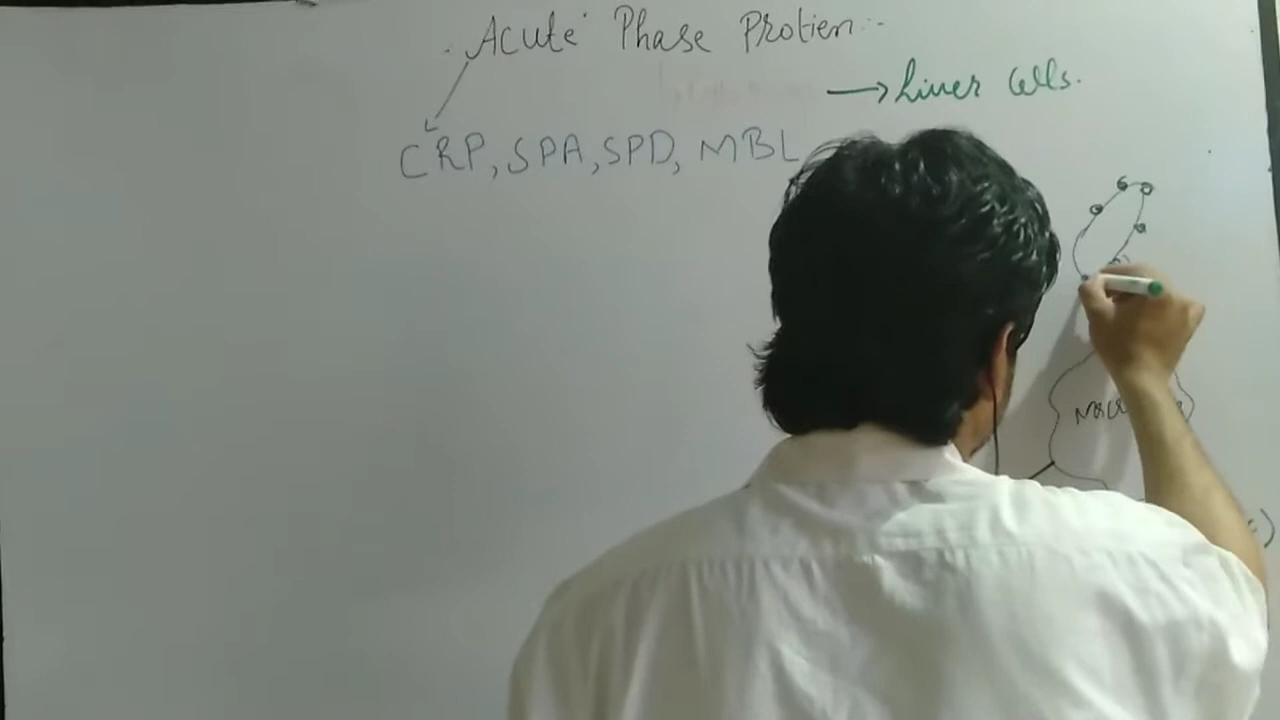 Acute Phase Protien :-
→ Liver Cells.
CRP, SPA, SPD, MBL